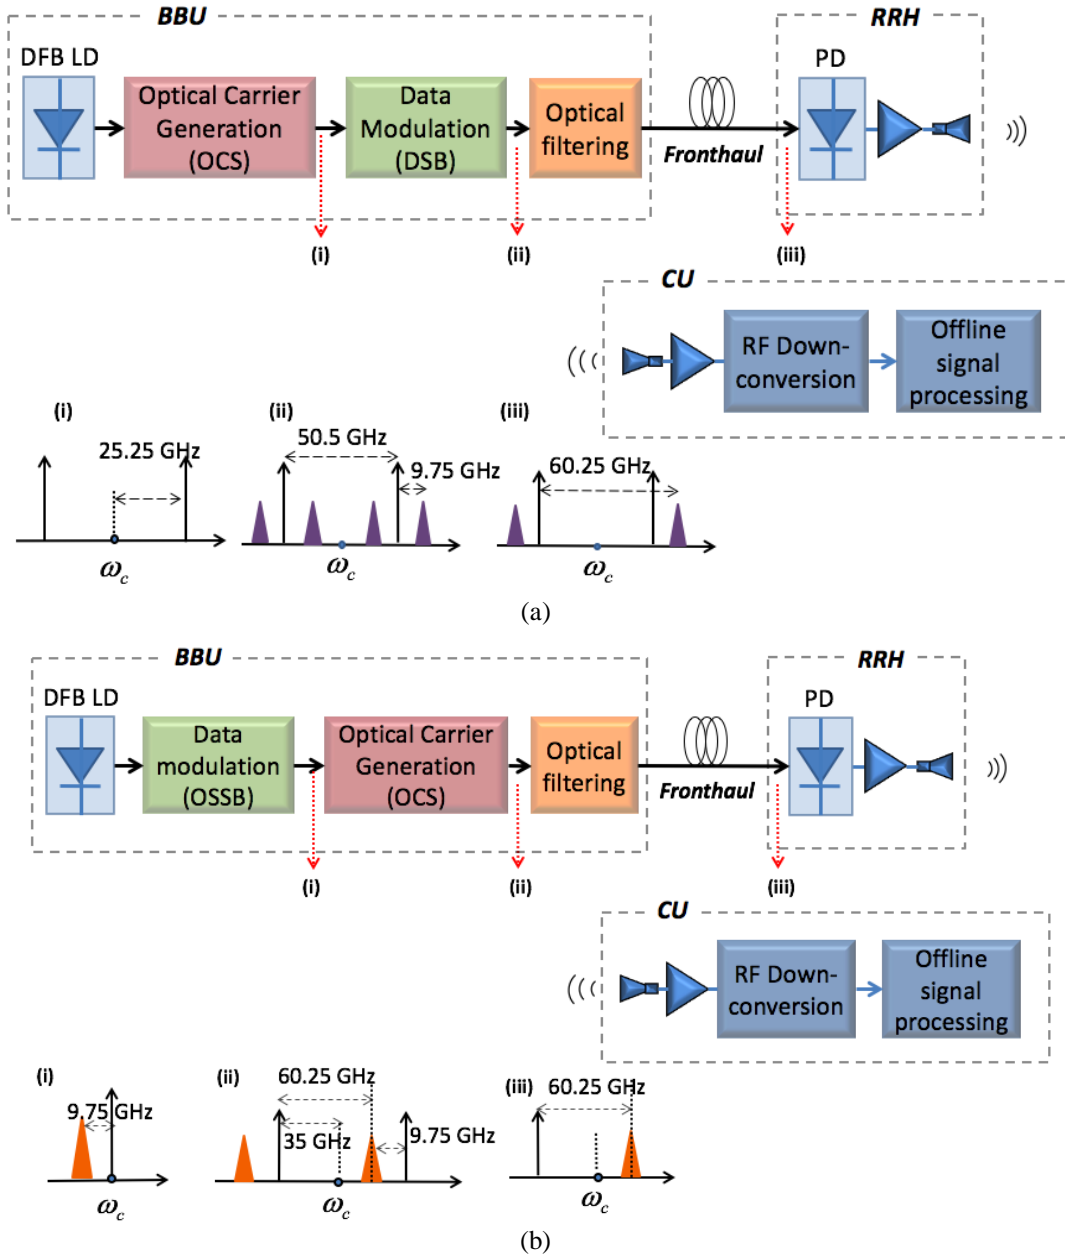 BBU
RRH
DFB LD
PD
Optical Carrier
Generation
(OCS)
Data
Modulation
(DSB)
Optical
filtering
Fronthaul
(i)
(ii)
(iii)
CU
RF Down-
conversion
Offline
signal
processing
(i)
25.25 GHz
ω_c
(ii)
50.5 GHz
9.75 GHz
ω_c
(iii)
60.25 GHz
ω_c
(a)
BBU
RRH
DFB LD
PD
Data
modulation
(OSSB)
Optical Carrier
Generation
(OCS)
Optical
filtering
Fronthaul
(i)
(ii)
(iii)
CU
RF Down-
conversion
Offline
signal
processing
(i)
9.75 GHz
ω_c
(ii)
60.25 GHz
35 GHz
9.75 GHz
ω_c
(iii)
60.25 GHz
ω_c
(b)